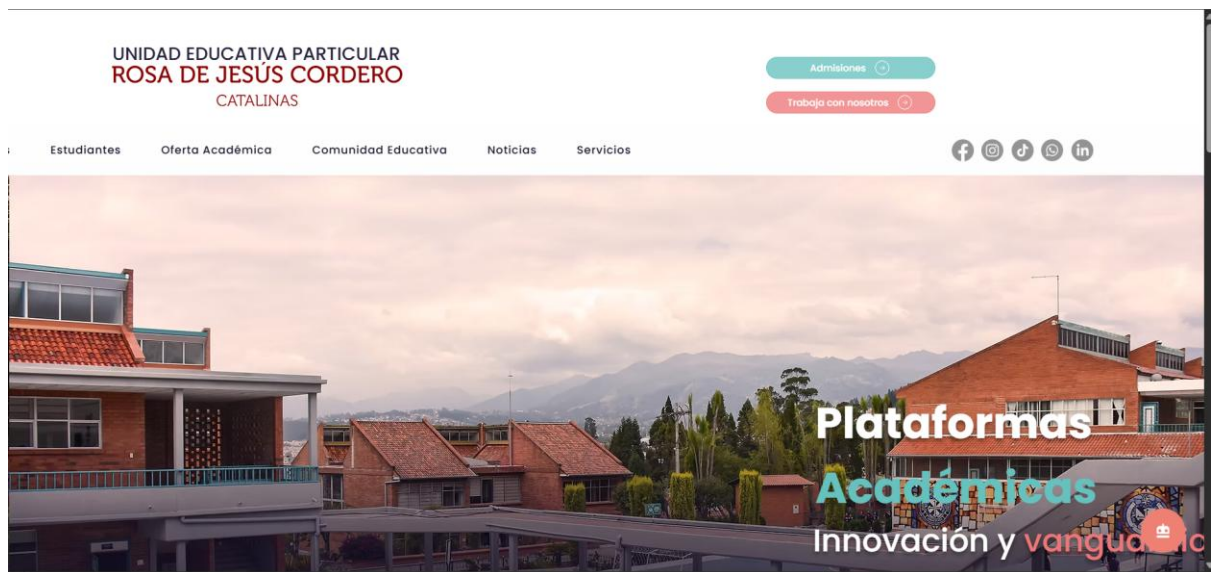 UNIDAD EDUCATIVA PARTICULAR
ROSA DE JESÚS CORDERO
CATALINAS
Admisiones
Trabaja con nosotros
Estudiantes
Oferta Académica
Comunidad Educativa
Noticias
Servicios
in
Plataformas
Académicas
Innovación y